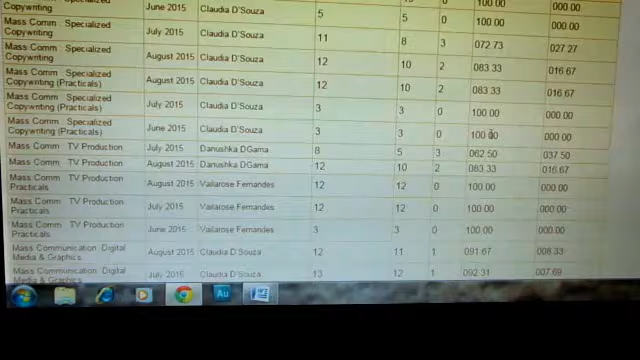 Copywriting June 2015 Claudia D'Souza 5 5 0 100.00 000.00
Mass Comm : Specialized Copywriting July 2015 Claudia D'Souza 11 8 3 072.73 027.27
Mass Comm : Specialized Copywriting August 2015 Claudia D'Souza 12 10 2 083.33 016.67
Mass Comm : Specialized Copywriting (Practicals) August 2015 Claudia D'Souza 12 10 2 083.33 016.67
Mass Comm : Specialized Copywriting (Practicals) July 2015 Claudia D'Souza 3 3 0 100.00 000.00
Mass Comm : Specialized Copywriting (Practicals) June 2015 Claudia D'Souza 3 3 0 100.00 000.00
Mass Comm : TV Production July 2015 Danushka DGama 8 5 3 062.50 037.50
Mass Comm : TV Production August 2015 Danushka DGama 12 10 2 083.33 016.67
Mass Comm : TV Production Practicals August 2015 Vailarose Fernandes 12 12 0 100.00 000.00
Mass Comm : TV Production Practicals July 2015 Vailarose Fernandes 12 12 0 100.00 000.00
Mass Comm : TV Production Practicals June 2015 Vailarose Fernandes 3 3 0 100.00 000.00
Mass Communication Digital Media & Graphics August 2015 Claudia D'Souza 12 11 1 091.67 008.33
Mass Communication Digital Media & Graphics July 2015 Claudia D'Souza 13 12 1 092.31 007.69
Au